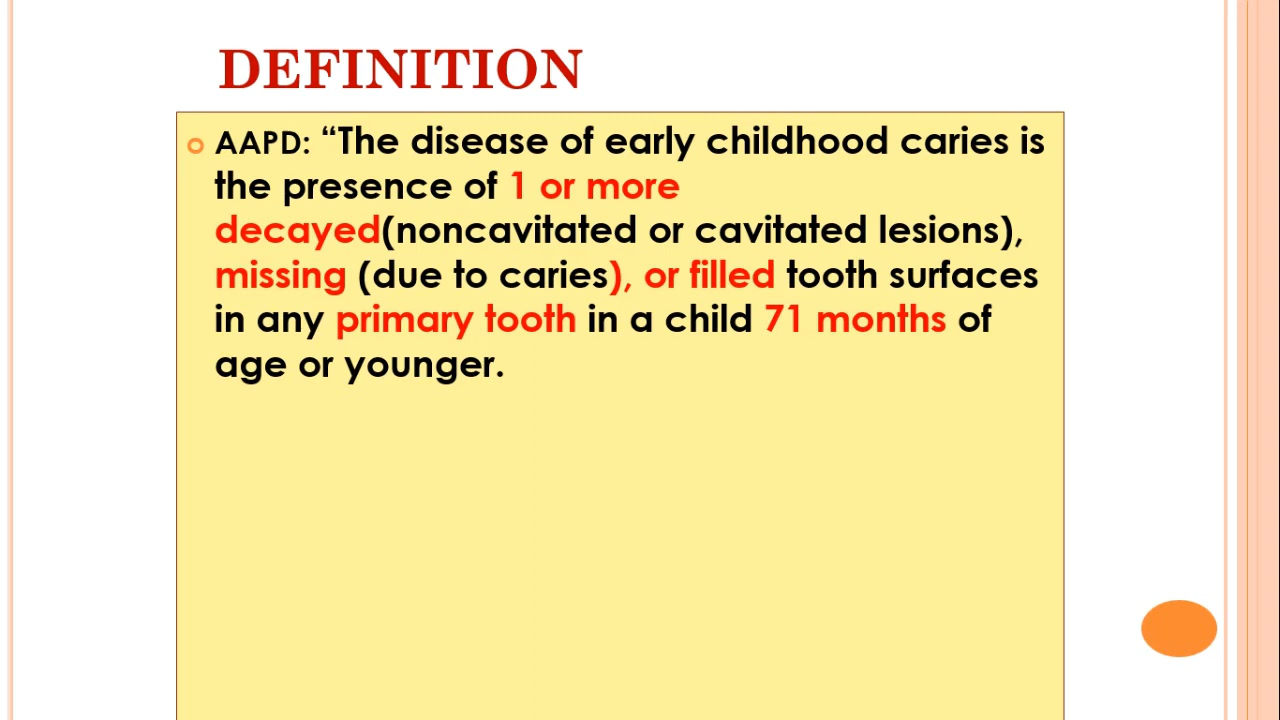 DEFINITION
AAPD: “The disease of early childhood caries is
the presence of 1 or more
decayed(noncavitated or cavitated lesions),
missing (due to caries), or filled tooth surfaces
in any primary tooth in a child 71 months of
age or younger.